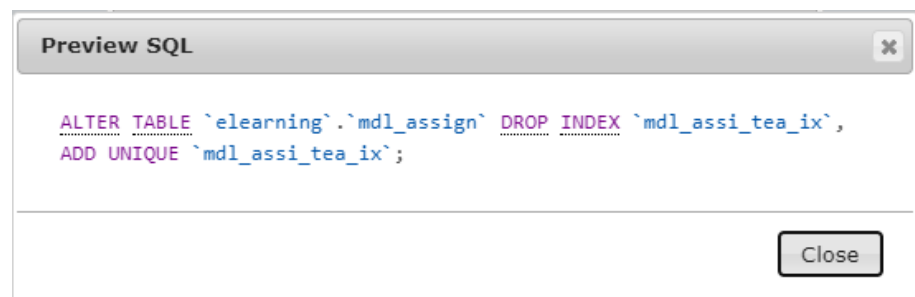 Preview SQL
ALTER TABLE `elearning`.`mdl_assign` DROP INDEX `mdl_assi_tea_ix`,
ADD UNIQUE `mdl_assi_tea_ix`;
Close